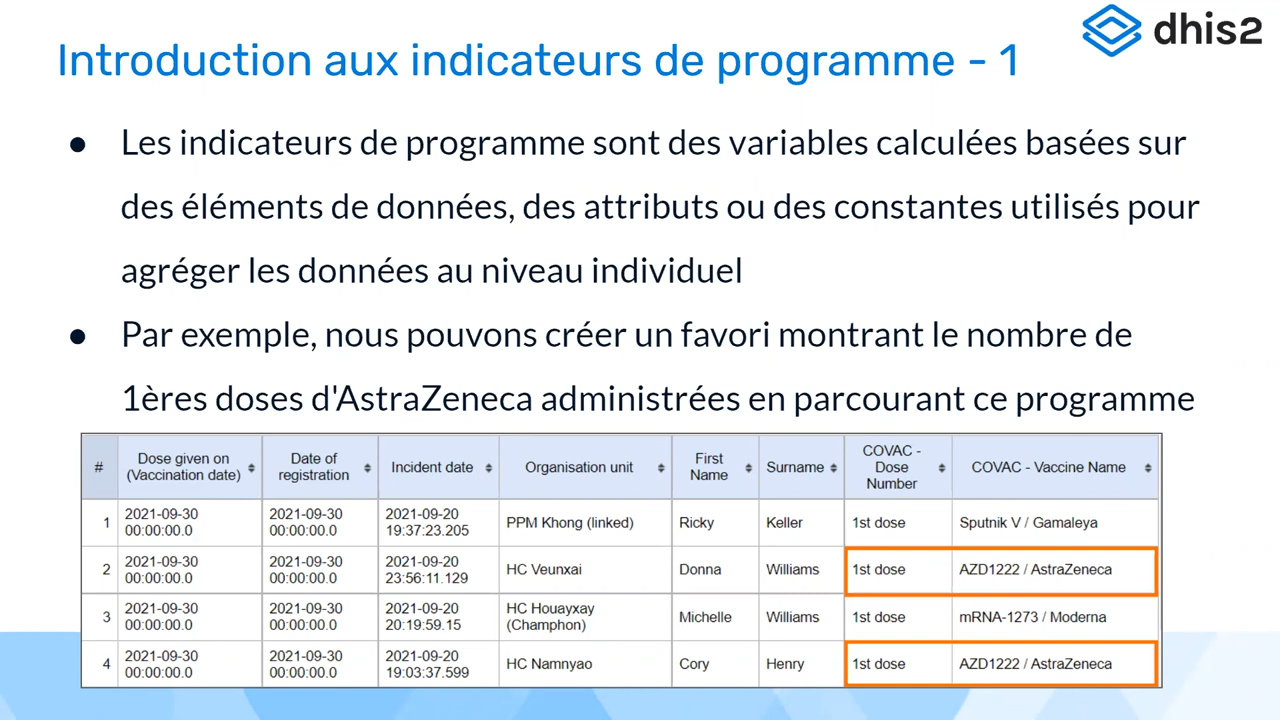 dhis2
Introduction aux indicateurs de programme - 1
● Les indicateurs de programme sont des variables calculées basées sur
des éléments de données, des attributs ou des constantes utilisés pour
agréger les données au niveau individuel
● Par exemple, nous pouvons créer un favori montrant le nombre de
1ères doses d'AstraZeneca administrées en parcourant ce programme
# Dose given on (Vaccination date) Date of registration Incident date Organisation unit First Name Surname COVAC - Dose Number COVAC - Vaccine Name
1 2021-09-30 00:00:00.0 2021-09-30 00:00:00.0 2021-09-20 19:37:23.205 PPM Khong (linked) Ricky Keller 1st dose Sputnik V / Gamaleya
2 2021-09-30 00:00:00.0 2021-09-30 00:00:00.0 2021-09-20 23:56:11.129 HC Veunxai Donna Williams 1st dose AZD1222 / AstraZeneca
3 2021-09-30 00:00:00.0 2021-09-30 00:00:00.0 2021-09-20 20:19:59.15 HC Houayxay (Champhon) Michelle Williams 1st dose mRNA-1273 / Moderna
4 2021-09-30 00:00:00.0 2021-09-30 00:00:00.0 2021-09-20 19:03:37.599 HC Namnyao Cory Henry 1st dose AZD1222 / AstraZeneca